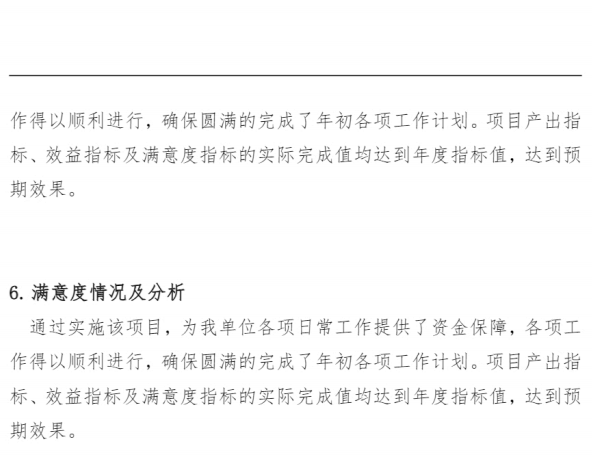 作得以顺利进行，确保圆满的完成了年初各项工作计划。项目产出指
标、效益指标及满意度指标的实际完成值均达到年度指标值，达到预
期效果。
6. 满意度情况及分析
通过实施该项目，为我单位各项日常工作提供了资金保障，各项工
作得以顺利进行，确保圆满的完成了年初各项工作计划。项目产出指
标、效益指标及满意度指标的实际完成值均达到年度指标值，达到预
期效果。